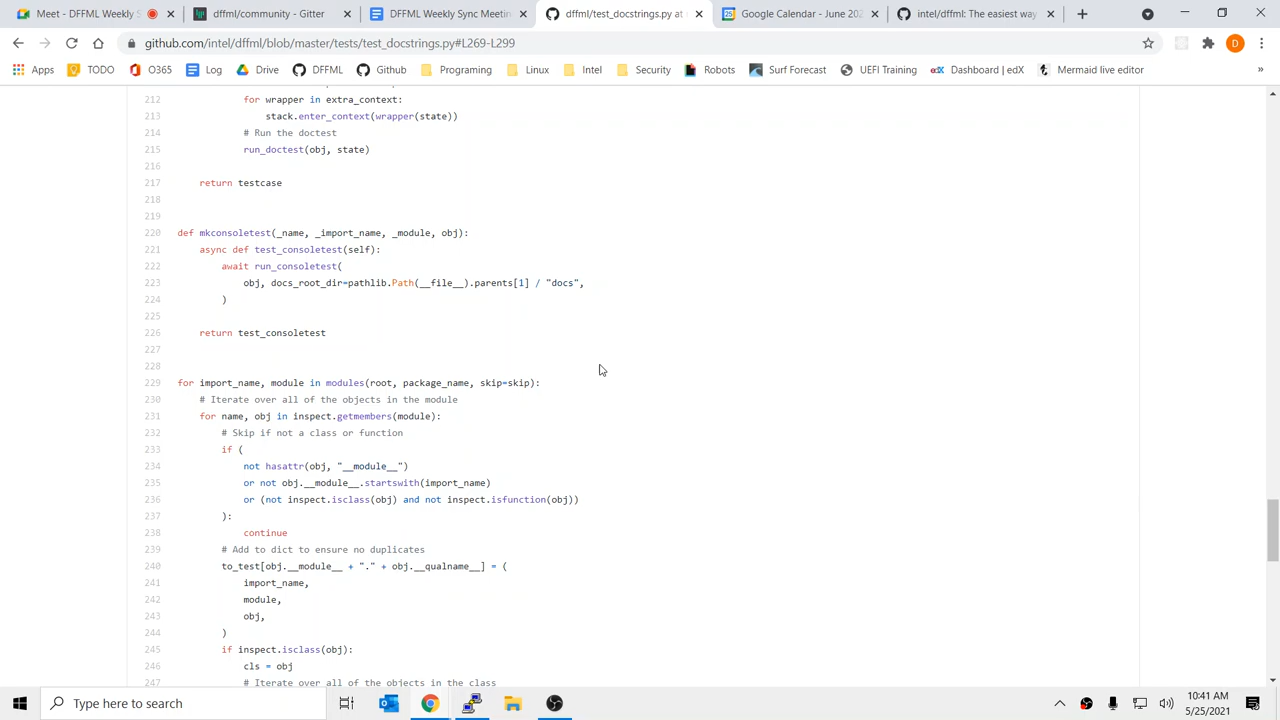 Meet - DFFML Weekly S
dffml/community - Gitter
DFFML Weekly Sync Meetin
dffml/test_docstrings.py at
Google Calendar - June 202
intel/dffml: The easiest way
github.com/intel/dffml/blob/master/tests/test_docstrings.py#L269-L299
D
Apps
TODO
O365
Log
Drive
DFFML
Github
Programing
Linux
Intel
Security
Robots
Surf Forecast
UEFI Training
edX
Dashboard | edX
Mermaid live editor
»
212 for wrapper in extra_context:
213 stack.enter_context(wrapper(state))
214 # Run the doctest
215 run_doctest(obj, state)
216
217 return testcase
218
219
220 def mkconsoletest(_name, _import_name, _module, obj):
221 async def test_consoletest(self):
222 await run_consoletest(
223 obj, docs_root_dir=pathlib.Path(__file__).parents[1] / "docs",
224 )
225
226 return test_consoletest
227
228
229 for import_name, module in modules(root, package_name, skip=skip):
230 # Iterate over all of the objects in the module
231 for name, obj in inspect.getmembers(module):
232 # Skip if not a class or function
233 if (
234 not hasattr(obj, "__module__")
235 or not obj.__module__.startswith(import_name)
236 or (not inspect.isclass(obj) and not inspect.isfunction(obj))
237 ):
238 continue
239 # Add to dict to ensure no duplicates
240 to_test[obj.__module__ + "." + obj.__qualname__] = (
241 import_name,
242 module,
243 obj,
244 )
245 if inspect.isclass(obj):
246 cls = obj
247 # Iterate over all of the objects in the class
Type here to search
10:41 AM
5/25/2021